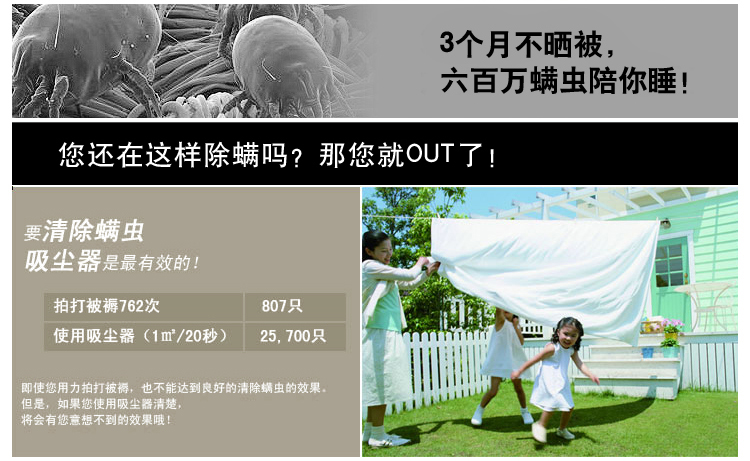 3个月不晒被，
六百万螨虫陪你睡！
您还在这样除螨吗？那您就OUT了！
要清除螨虫
吸尘器是最有效的！
拍打被褥762次 807只
使用吸尘器（1㎡/20秒） 25,700只
即使您用力拍打被褥，也不能达到良好的清除螨虫的效果。
但是，如果您使用吸尘器清楚，
将会有您意想不到的效果哦！